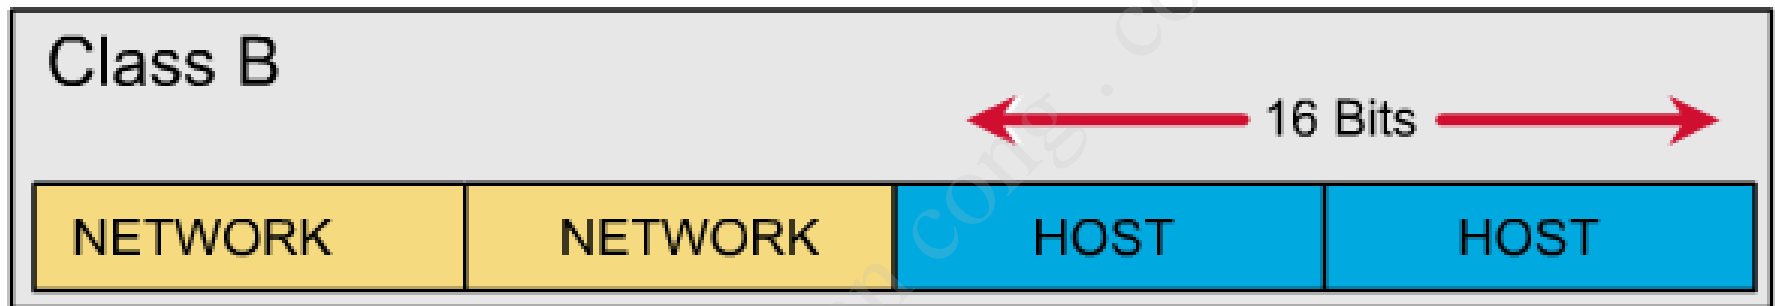 Class B
16 Bits
NETWORK NETWORK HOST HOST